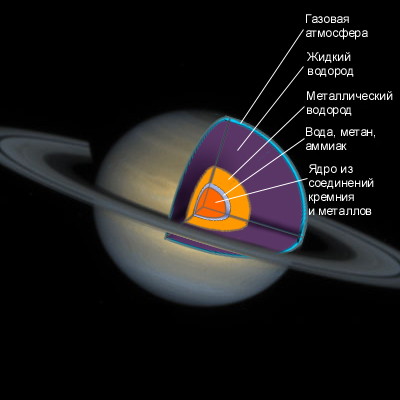 Газовая
атмосфера
Жидкий
водород
Металлический
водород
Вода, метан,
аммиак
Ядро из
соединений
кремния
и металлов